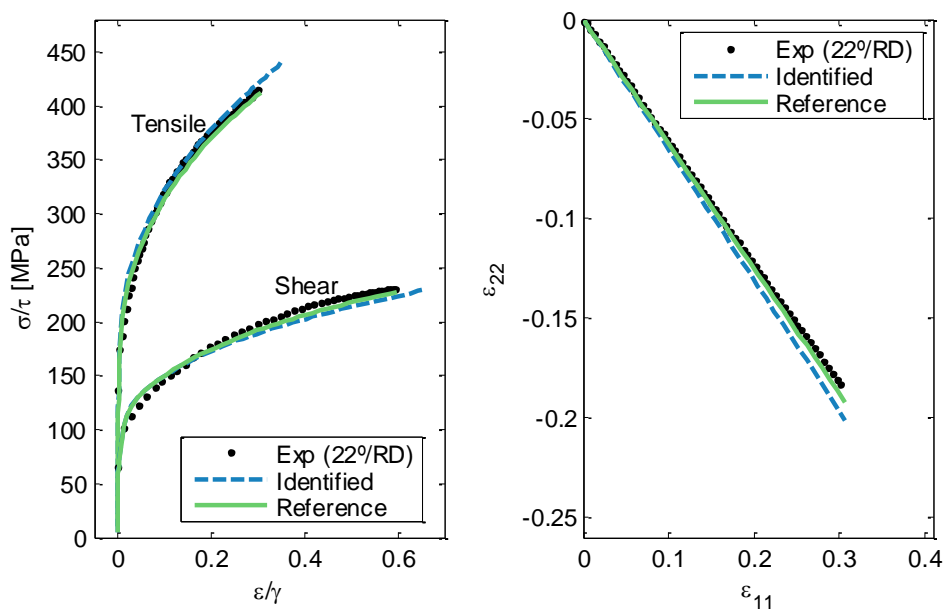 450
400
350
300
250
200
150
100
50
0
σ/τ [MPa]
Tensile
Shear
Exp (22º/RD)
Identified
Reference
0
0.2
0.4
0.6
ε/γ
0
-0.05
-0.1
-0.15
-0.2
-0.25
ε22
Exp (22º/RD)
Identified
Reference
0
0.1
0.2
0.3
0.4
ε11